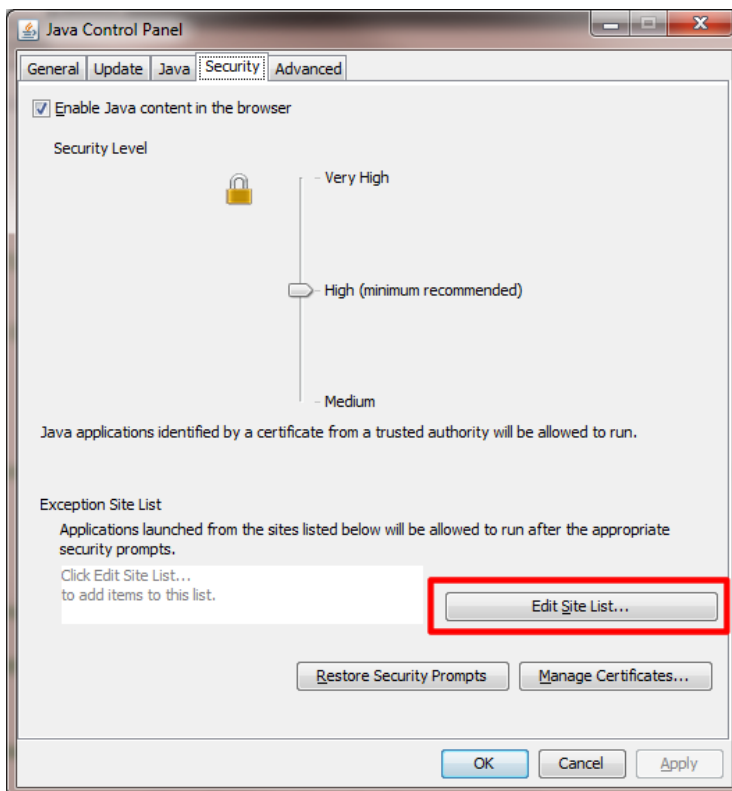 Java Control Panel
General Update Java Security Advanced
Enable Java content in the browser
Security Level
Very High
High (minimum recommended)
Medium
Java applications identified by a certificate from a trusted authority will be allowed to run.
Exception Site List
Applications launched from the sites listed below will be allowed to run after the appropriate
security prompts.
Click Edit Site List...
to add items to this list.
Edit Site List...
Restore Security Prompts Manage Certificates...
OK Cancel Apply